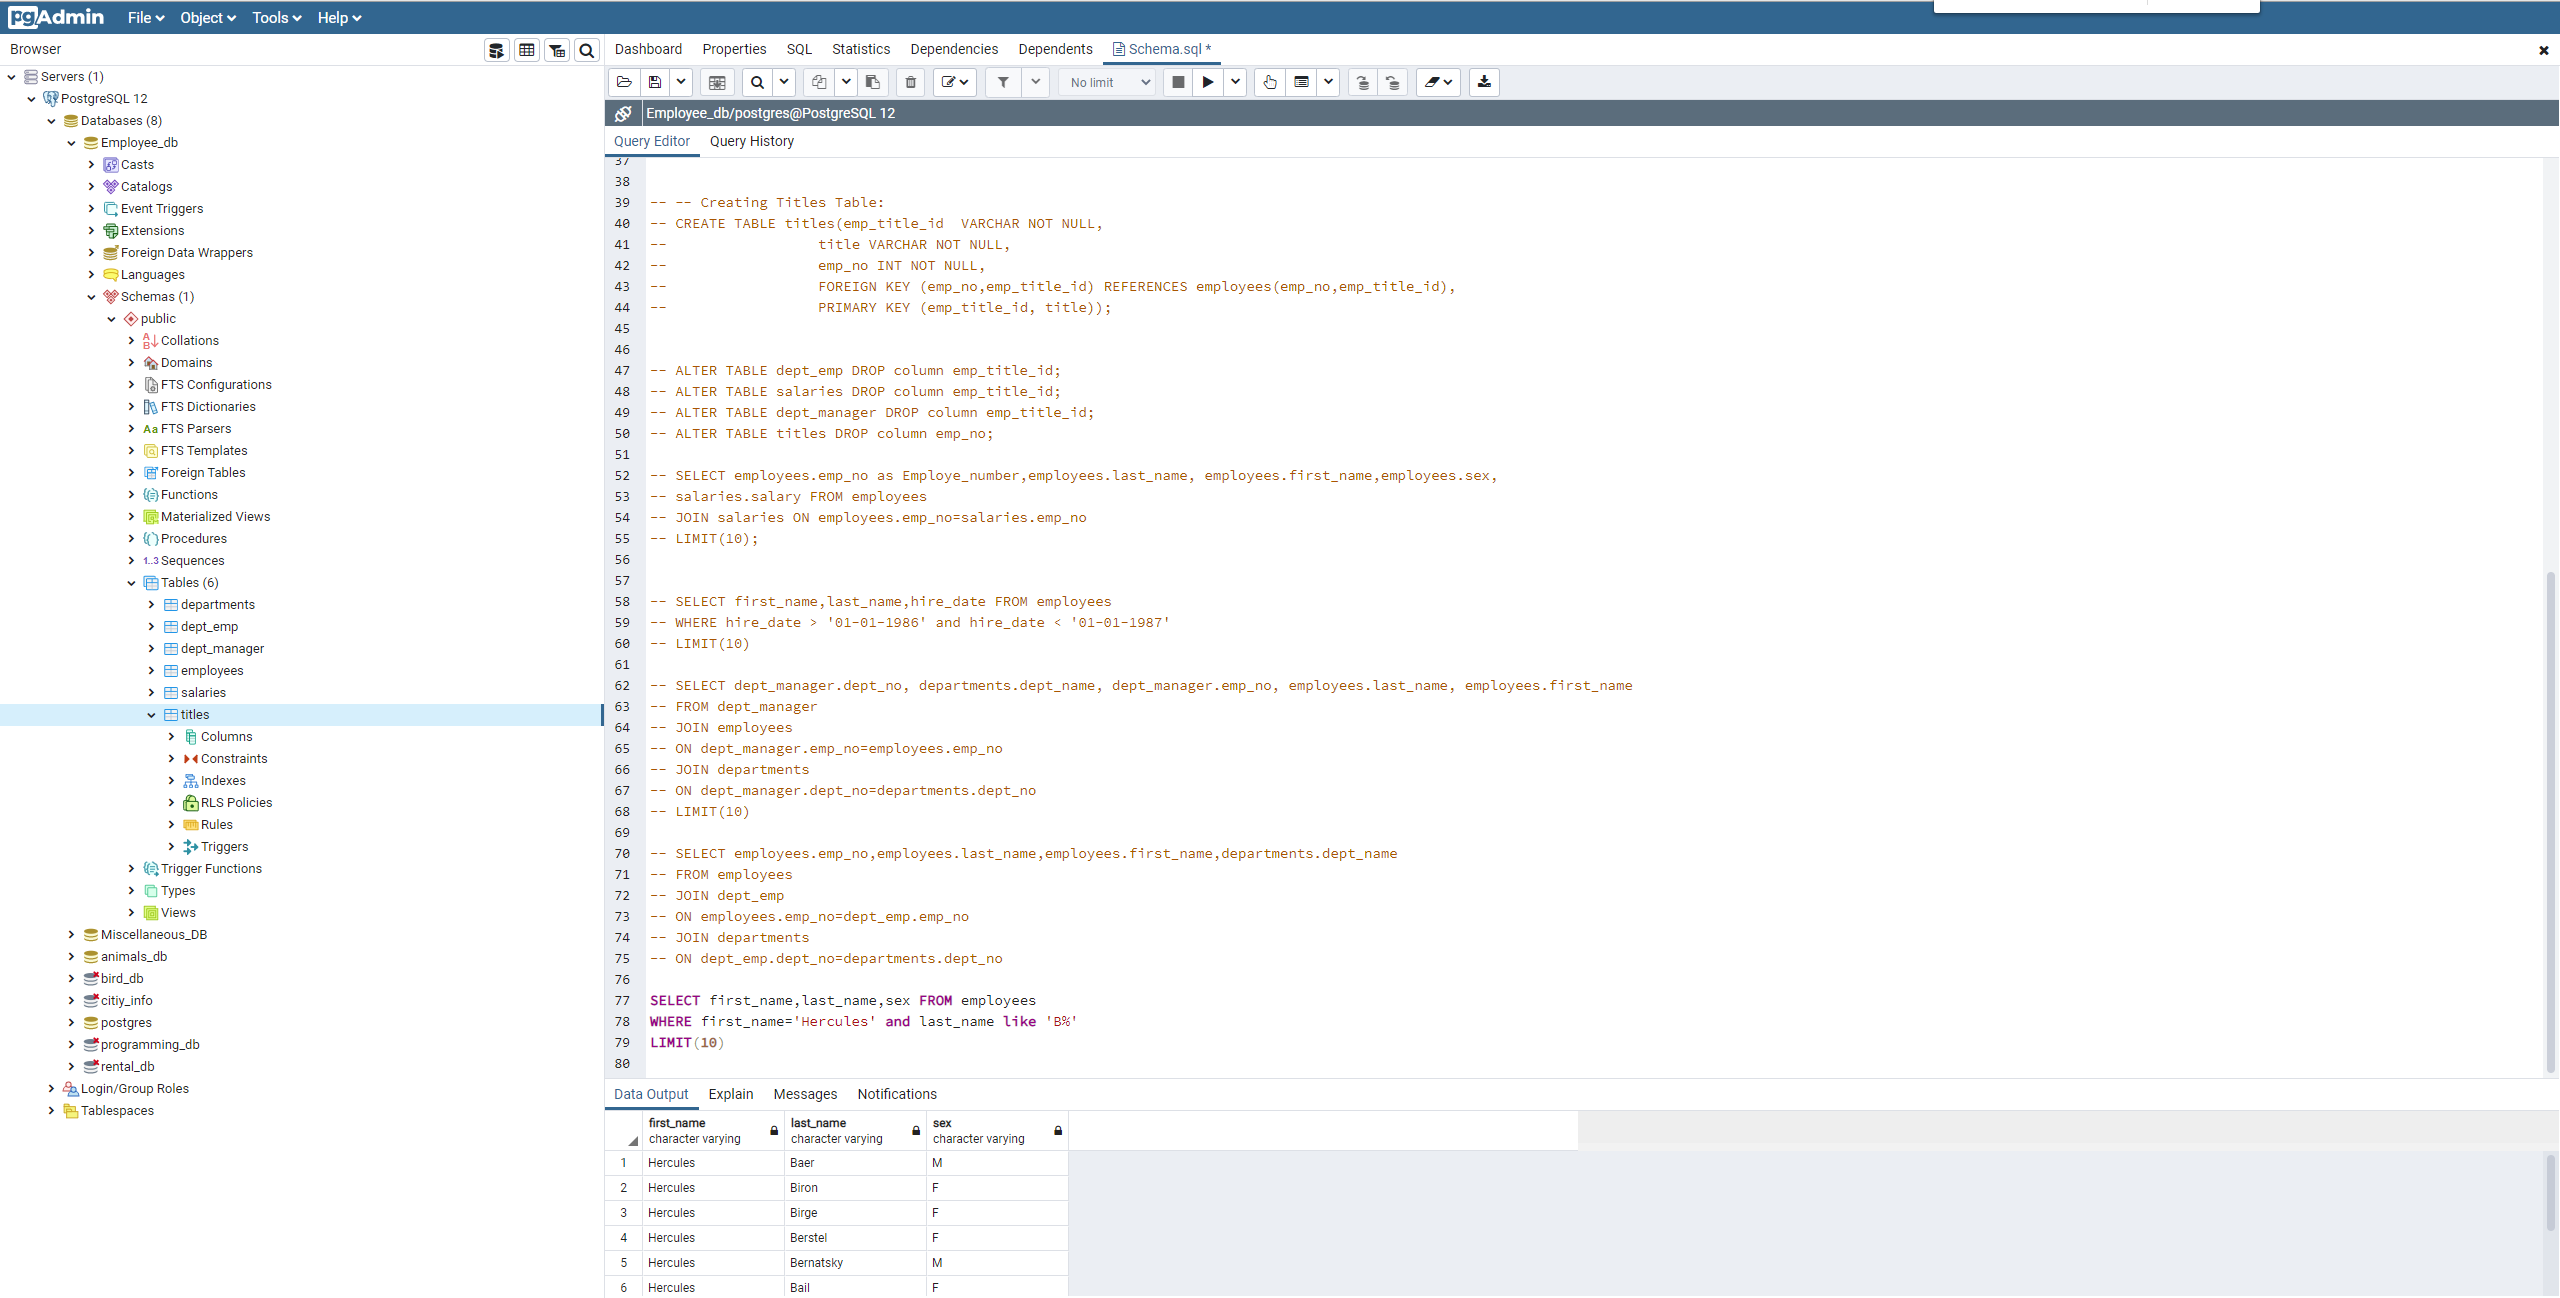 pgAdmin File Object Tools Help
Browser
Servers (1)
PostgreSQL 12
Databases (8)
Employee_db
Casts
Catalogs
Event Triggers
Extensions
Foreign Data Wrappers
Languages
Schemas (1)
public
Collations
Domains
FTS Configurations
FTS Dictionaries
Aa FTS Parsers
FTS Templates
Foreign Tables
Functions
Materialized Views
Procedures
1..3 Sequences
Tables (6)
departments
dept_emp
dept_manager
employees
salaries
titles
Columns
Constraints
Indexes
RLS Policies
Rules
Triggers
Trigger Functions
Types
Views
Miscellaneous_DB
animals_db
bird_db
citiy_info
postgres
programming_db
rental_db
Login/Group Roles
Tablespaces
Dashboard Properties SQL Statistics Dependencies Dependents Schema.sql *
No limit
Employee_db/postgres@PostgreSQL 12
Query Editor Query History
37
38
39 -- -- Creating Titles Table:
40 -- CREATE TABLE titles(emp_title_id  VARCHAR NOT NULL,
41 --                  title VARCHAR NOT NULL,
42 --                  emp_no INT NOT NULL,
43 --                  FOREIGN KEY (emp_no,emp_title_id) REFERENCES employees(emp_no,emp_title_id),
44 --                  PRIMARY KEY (emp_title_id, title));
45
46
47 -- ALTER TABLE dept_emp DROP column emp_title_id;
48 -- ALTER TABLE salaries DROP column emp_title_id;
49 -- ALTER TABLE dept_manager DROP column emp_title_id;
50 -- ALTER TABLE titles DROP column emp_no;
51
52 -- SELECT employees.emp_no as Employe_number,employees.last_name, employees.first_name,employees.sex,
53 -- salaries.salary FROM employees
54 -- JOIN salaries ON employees.emp_no=salaries.emp_no
55 -- LIMIT(10);
56
57
58 -- SELECT first_name,last_name,hire_date FROM employees
59 -- WHERE hire_date > '01-01-1986' and hire_date < '01-01-1987'
60 -- LIMIT(10)
61
62 -- SELECT dept_manager.dept_no, departments.dept_name, dept_manager.emp_no, employees.last_name, employees.first_name
63 -- FROM dept_manager
64 -- JOIN employees
65 -- ON dept_manager.emp_no=employees.emp_no
66 -- JOIN departments
67 -- ON dept_manager.dept_no=departments.dept_no
68 -- LIMIT(10)
69
70 -- SELECT employees.emp_no,employees.last_name,employees.first_name,departments.dept_name
71 -- FROM employees
72 -- JOIN dept_emp
73 -- ON employees.emp_no=dept_emp.emp_no
74 -- JOIN departments
75 -- ON dept_emp.dept_no=departments.dept_no
76
77 SELECT first_name,last_name,sex FROM employees
78 WHERE first_name='Hercules' and last_name like 'B%'
79 LIMIT(10)
80
Data Output Explain Messages Notifications
first_name last_name sex
character varying character varying character varying
1 Hercules Baer M
2 Hercules Biron F
3 Hercules Birge F
4 Hercules Berstel F
5 Hercules Bernatsky M
6 Hercules Bail F